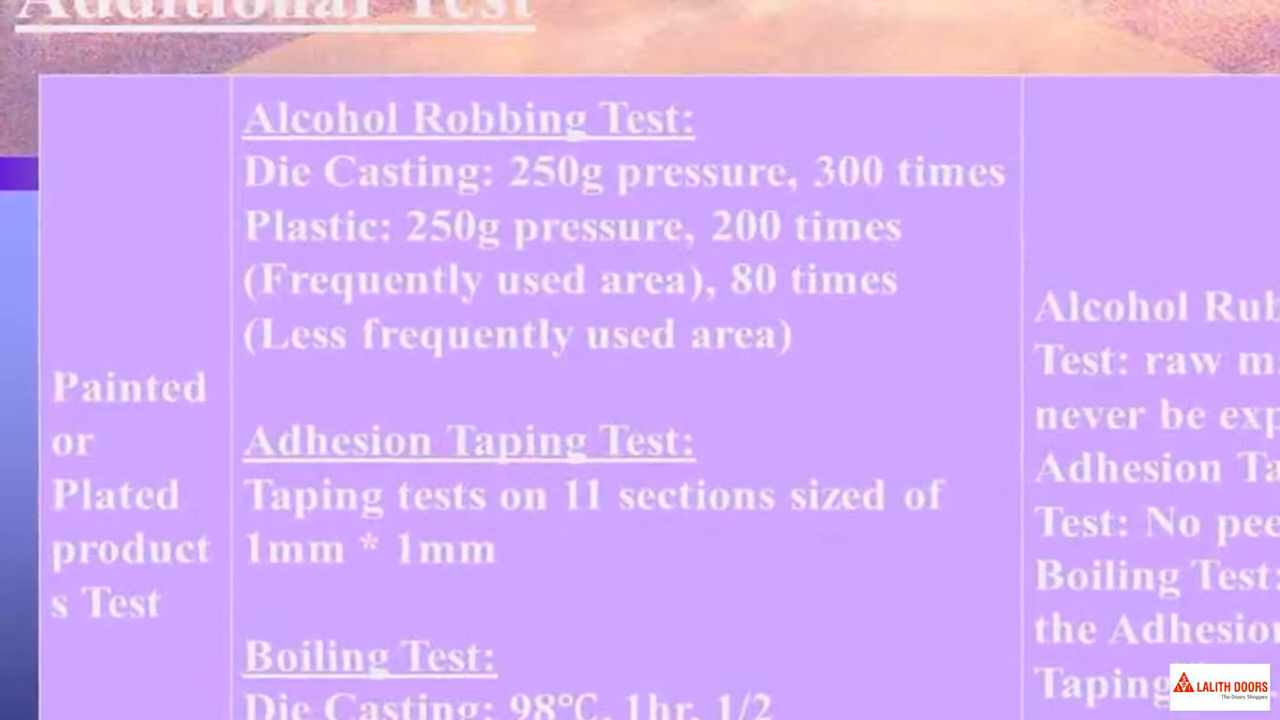 Additional Test
Alcohol Robbing Test:
Die Casting: 250g pressure, 300 times
Plastic: 250g pressure, 200 times
(Frequently used area), 80 times
(Less frequently used area)
Painted
or
Plated
product
s Test
Adhesion Taping Test:
Taping tests on 11 sections sized of
1mm * 1mm
Boiling Test:
Die Casting: 98°C, 1hr, 1/2
Alcohol Rub
Test: raw m
never be exp
Adhesion Ta
Test: No pee
Boiling Test:
the Adhesion
Taping
LALITH DOORS
The Doors Shoppee